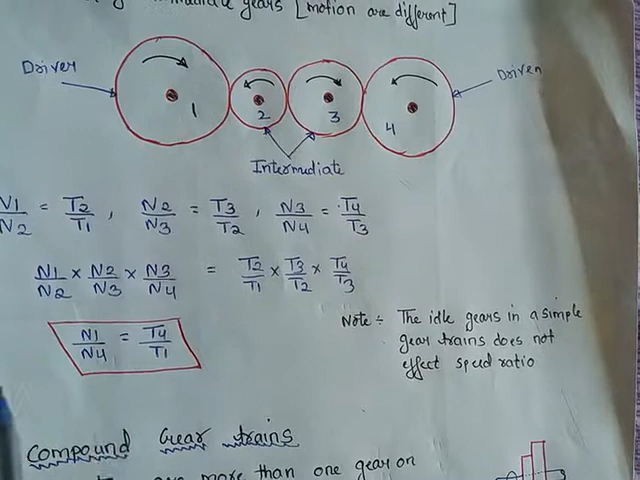 gears [motion are different]
Driver
Driven
1
2
3
4
Intermediate
N1/N2 = T2/T1 , N2/N3 = T3/T2 , N3/N4 = T4/T3
N1/N2 × N2/N3 × N3/N4 = T2/T1 × T3/T2 × T4/T3
N1/N4 = T4/T1
Note ÷ The idle gears in a simple
gear trains does not
effect speed ratio
Compound Gear trains
more than one gear on